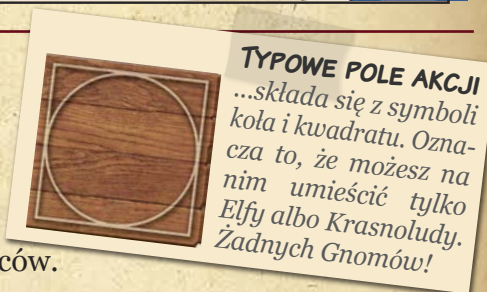 TYPOWE POLE AKCJI
...składa się z symboli
koła i kwadratu. Ozna-
cza to, że możesz na
nim umieścić tylko
Elfy albo Krasnoludy.
Żadnych Gnomów!
ców.